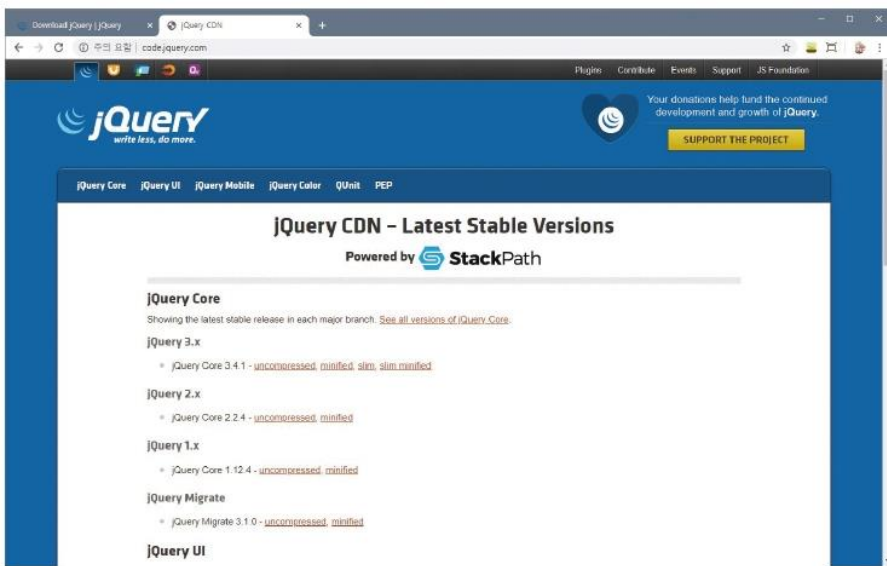 Download jQuery | jQuery
jQuery CDN
주의 요함 | code.jquery.com
Plugins Contribute Events Support JS Foundation
jQuery
write less, do more.
Your donations help fund the continued
development and growth of jQuery.
SUPPORT THE PROJECT
jQuery Core jQuery UI jQuery Mobile jQuery Color QUnit PEP
jQuery CDN – Latest Stable Versions
Powered by StackPath
jQuery Core
Showing the latest stable release in each major branch. See all versions of jQuery Core.
jQuery 3.x
jQuery Core 3.4.1 - uncompressed, minified, slim, slim minified
jQuery 2.x
jQuery Core 2.2.4 - uncompressed, minified
jQuery 1.x
jQuery Core 1.12.4 - uncompressed, minified
jQuery Migrate
jQuery Migrate 3.1.0 - uncompressed, minified
jQuery UI